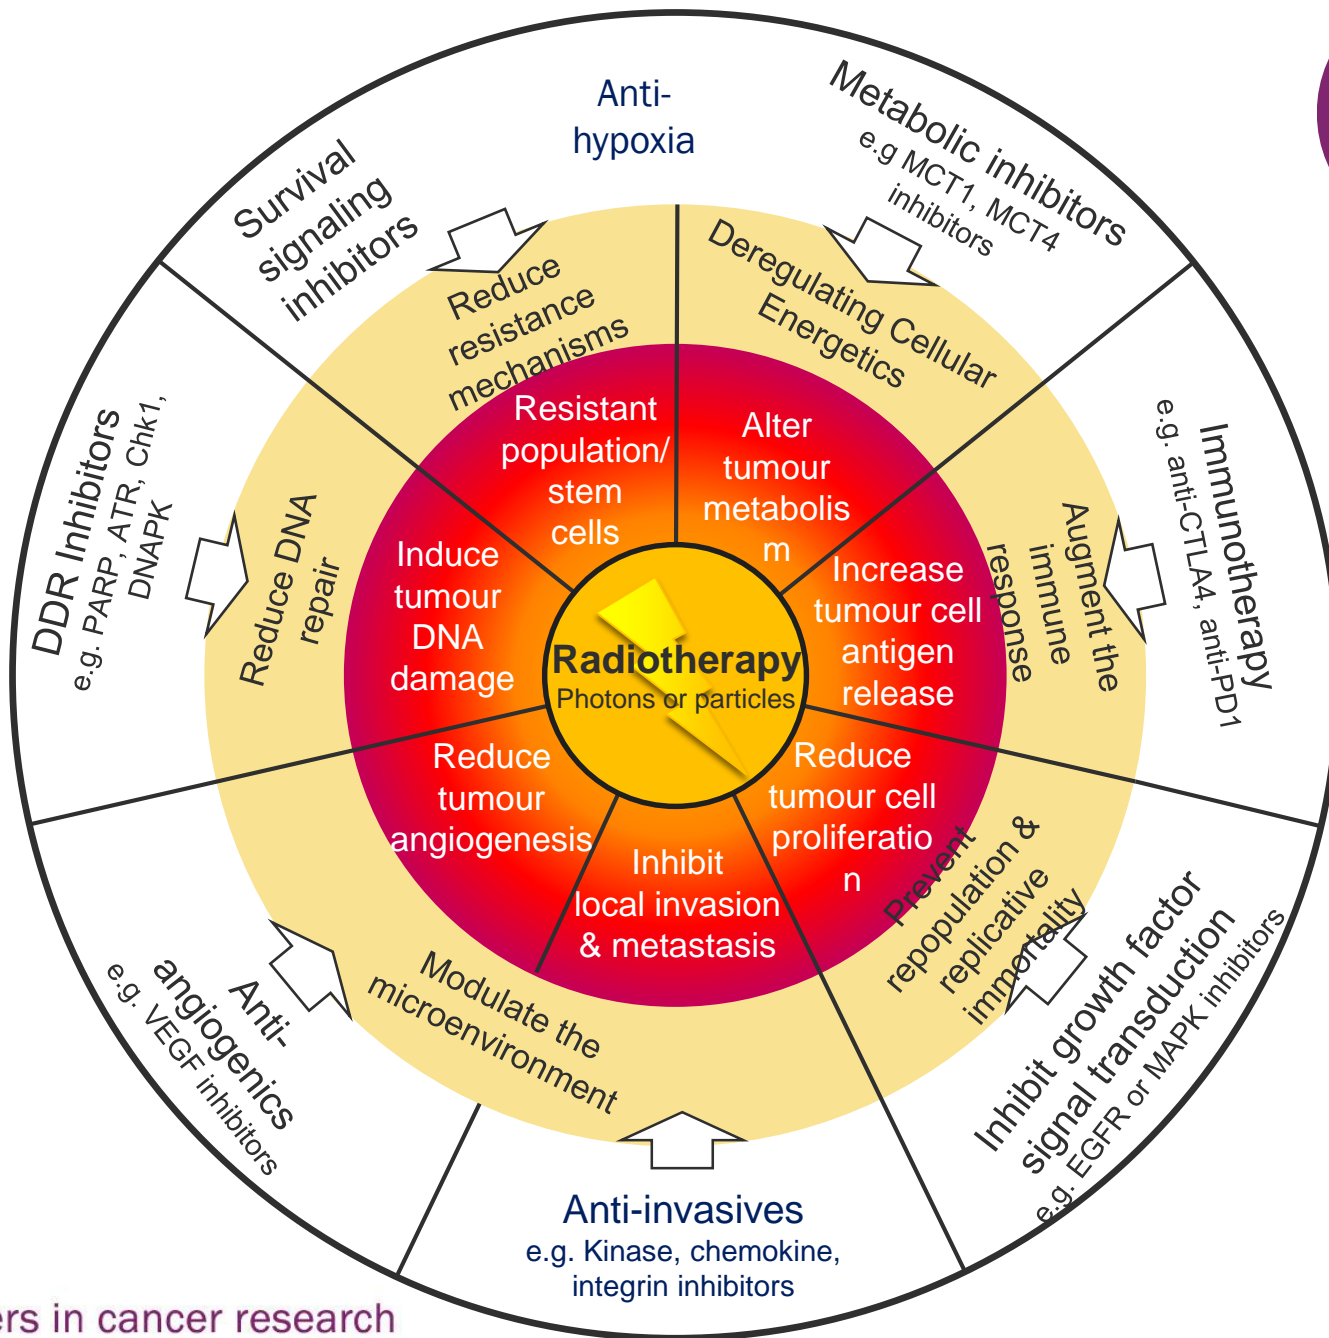 Anti-
hypoxia
Metabolic inhibitors
e.g MCT1, MCT4
inhibitors
Survival
signaling
inhibitors
Reduce
resistance
mechanisms
Deregulating Cellular
Energetics
Resistant
population/
stem
cells
Alter
tumour
metabolis
m
DDR Inhibitors
e.g. PARP, ATR, Chk1,
DNAPK
Reduce DNA
repair
Induce
tumour
DNA
damage
Radiotherapy
Photons or particles
Increase
tumour cell
antigen
release
Augment the
immune
response
Immunotherapy
e.g. anti-CTLA4, anti-PD1
Reduce
tumour
angiogenesis
Inhibit
local invasion
& metastasis
Reduce
tumour cell
proliferatio
n
Prevent
repopulation &
replicative
immortality
Inhibit growth factor
signal transduction
e.g. EGFR or MAPK inhibitors
Modulate the
microenvironment
Anti-
angiogenics
e.g. VEGF inhibitors
Anti-invasives
e.g. Kinase, chemokine,
integrin inhibitors
ers in cancer research